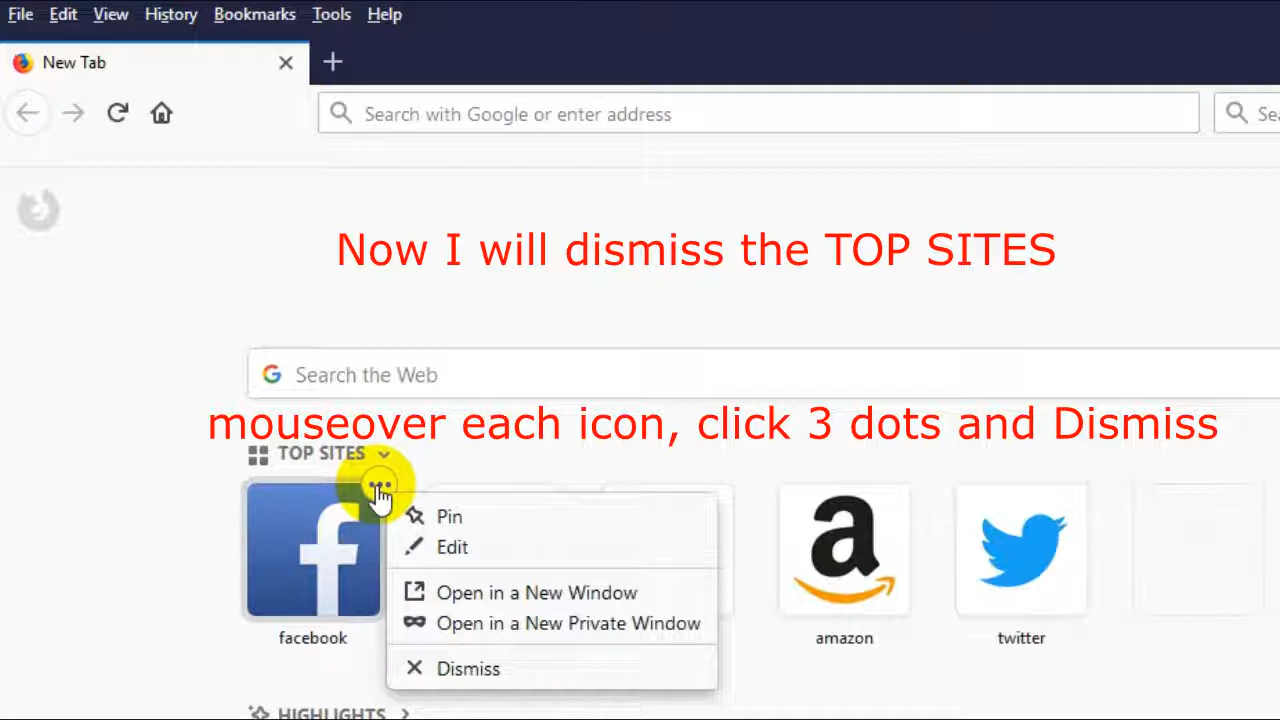 File Edit View History Bookmarks Tools Help
New Tab
Search with Google or enter address
Sea
Now I will dismiss the TOP SITES
Search the Web
mouseover each icon, click 3 dots and Dismiss
TOP SITES
Pin
Edit
Open in a New Window
Open in a New Private Window
Dismiss
facebook
amazon
twitter
HIGHLIGHTS